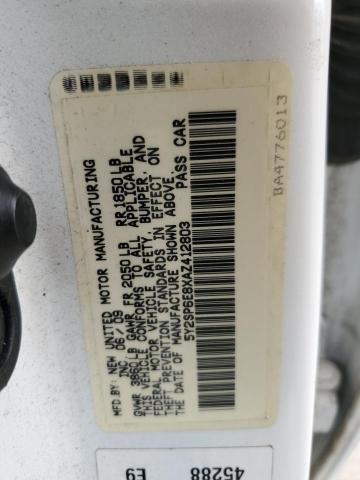 MFD.BY: NEW UNITED MOTOR MANUFACTURING
INC. 06/09
GVWR 3860LB GAWR FR 2050LB RR 1850LB
THIS VEHICLE CONFORMS TO ALL APPLICABLE
FEDERAL MOTOR VEHICLE SAFETY, BUMPER, AND
THEFT PREVENTION STANDARDS IN EFFECT ON
THE DATE OF MANUFACTURE SHOWN ABOVE.
5Y2SP6E8XAZ412803 PASS CAR
BA4776013
45288 E9